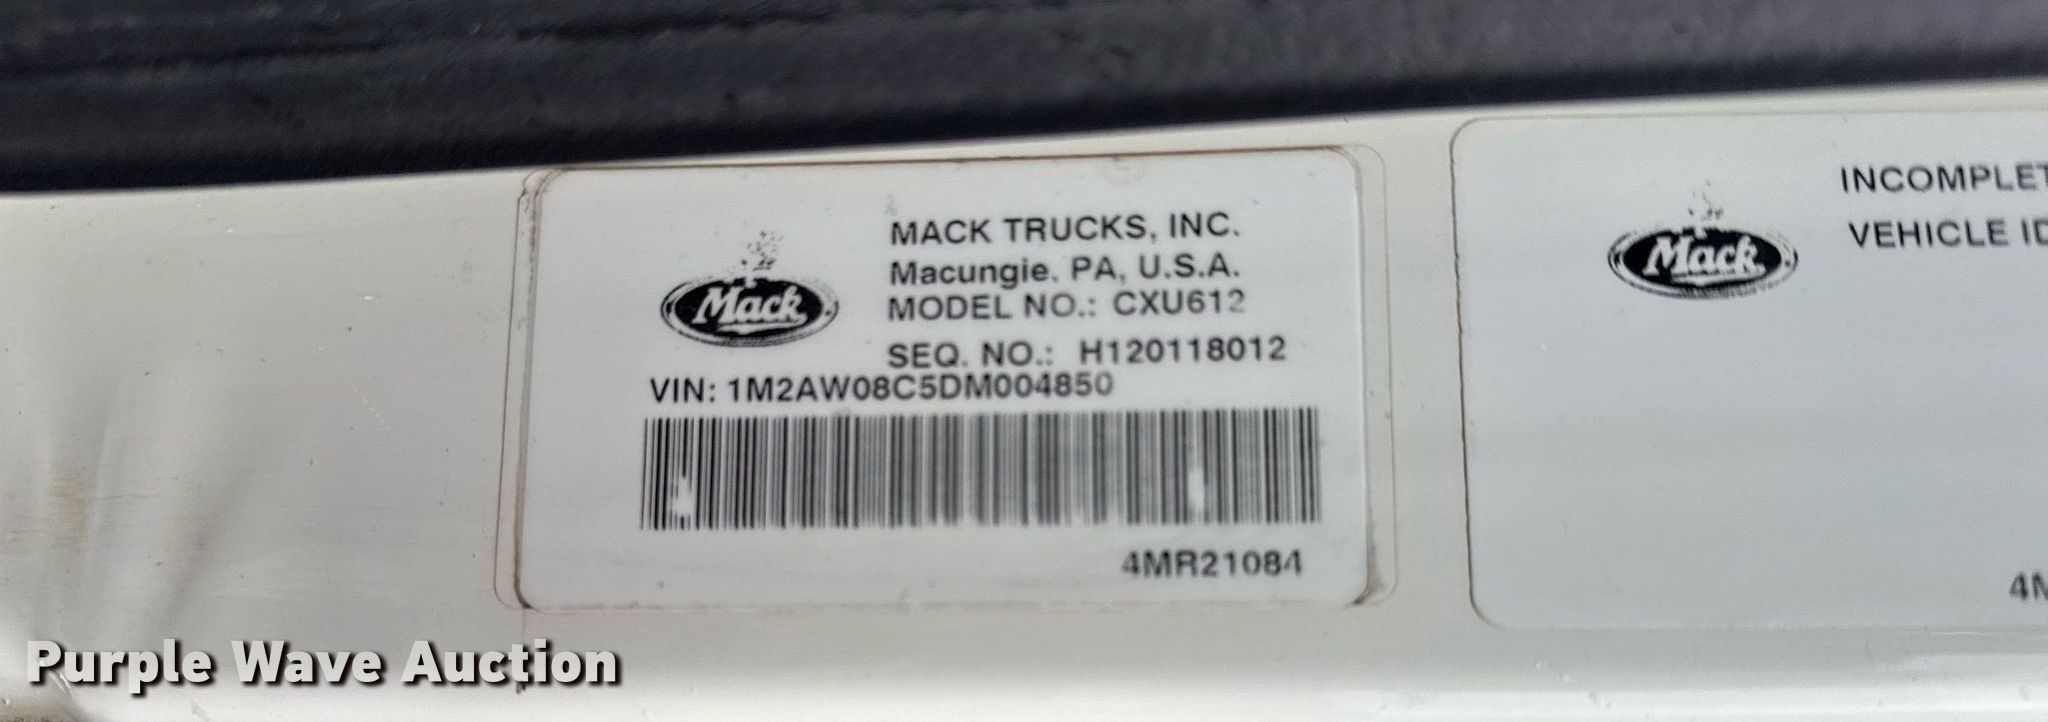 MACK TRUCKS, INC.
Macungie, PA, U.S.A.
MODEL NO.: CXU612
SEQ. NO.: H120118012
VIN: 1M2AW08C5DM004850
Mack
4MR21084
INCOMPLET
VEHICLE ID
Mack
4M
Purple Wave Auction